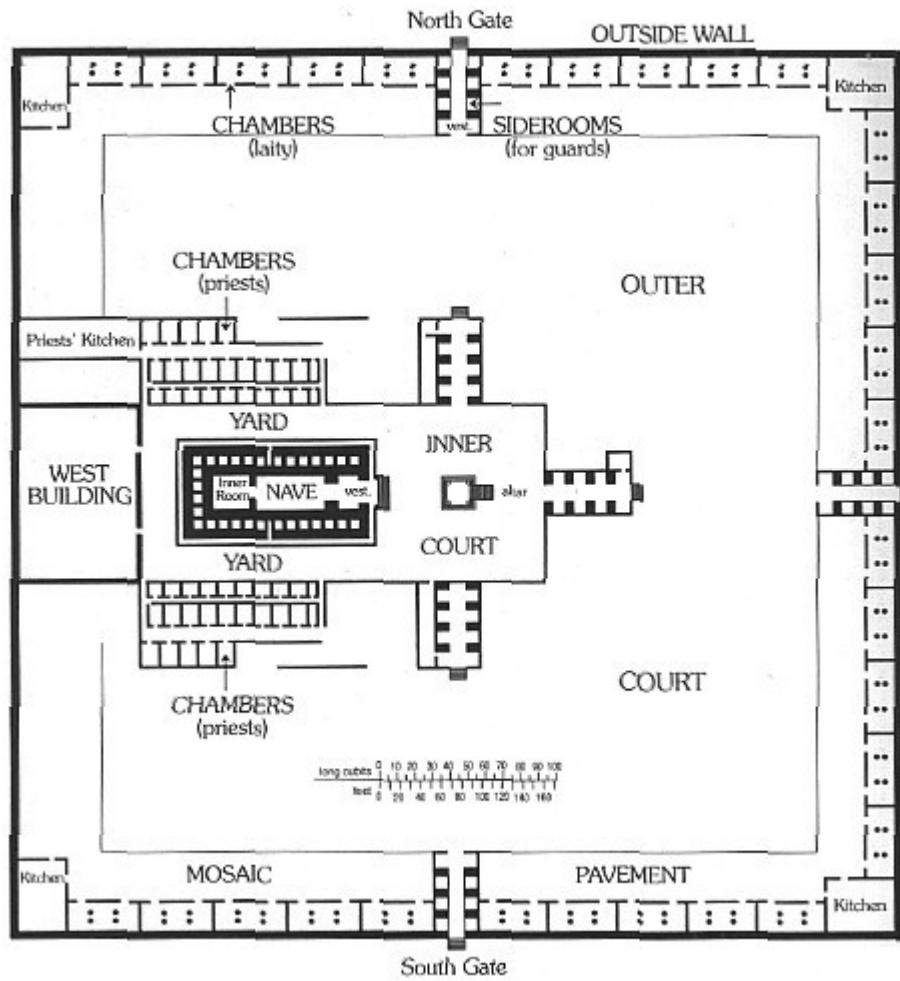 North Gate
OUTSIDE WALL
Kitchen
Kitchen
CHAMBERS
(laity)
vest.
SIDEROOMS
(for guards)
CHAMBERS
(priests)
OUTER
Priests' Kitchen
YARD
INNER
WEST
BUILDING
Inner
Room
NAVE
vest.
altar
COURT
YARD
COURT
CHAMBERS
(priests)
long cubits
0 10 20 30 40 50 60 70 80 90 100
feet
0 20 40 60 80 100 120 140 160
MOSAIC
PAVEMENT
Kitchen
Kitchen
South Gate